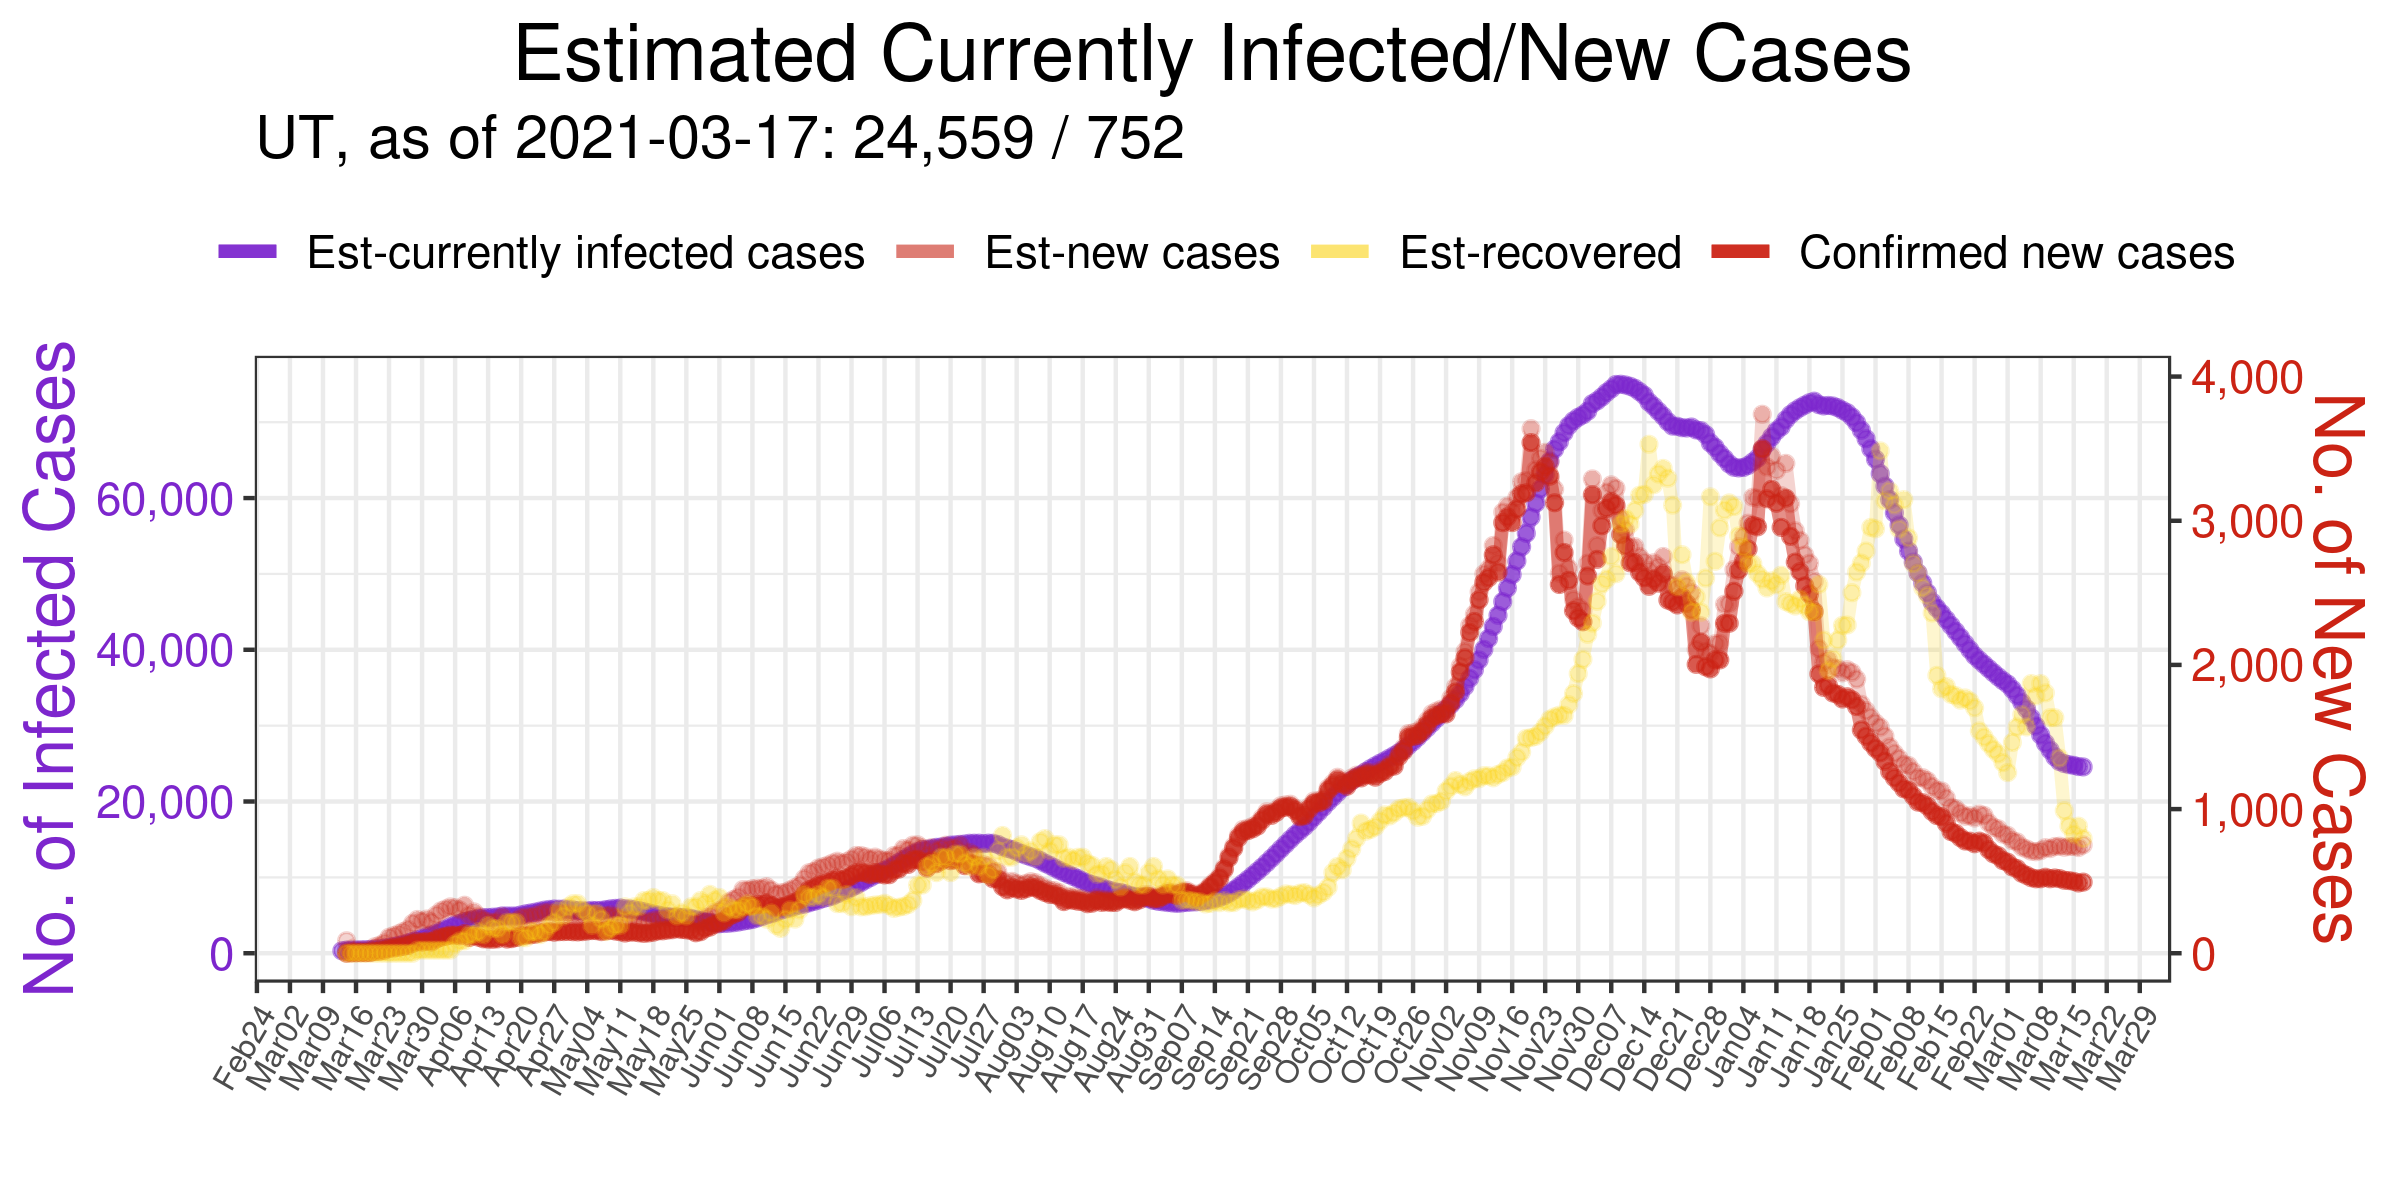 Estimated Currently Infected/New Cases
UT, as of 2021-03-17: 24,559 / 752
Est-currently infected cases Est-new cases Est-recovered Confirmed new cases
No. of Infected Cases
60,000
40,000
20,000
0
4,000
3,000
2,000
1,000
0
No. of New Cases
Feb24 Mar02 Mar09 Mar16 Mar23 Mar30 Apr06 Apr13 Apr20 Apr27 May04 May11 May18 May25 Jun01 Jun08 Jun15 Jun22 Jun29 Jul06 Jul13 Jul20 Jul27 Aug03 Aug10 Aug17 Aug24 Aug31 Sep07 Sep14 Sep21 Sep28 Oct05 Oct12 Oct19 Oct26 Nov02 Nov09 Nov16 Nov23 Nov30 Dec07 Dec14 Dec21 Dec28 Jan04 Jan11 Jan18 Jan25 Feb01 Feb08 Feb15 Feb22 Mar01 Mar08 Mar15 Mar22 Mar29